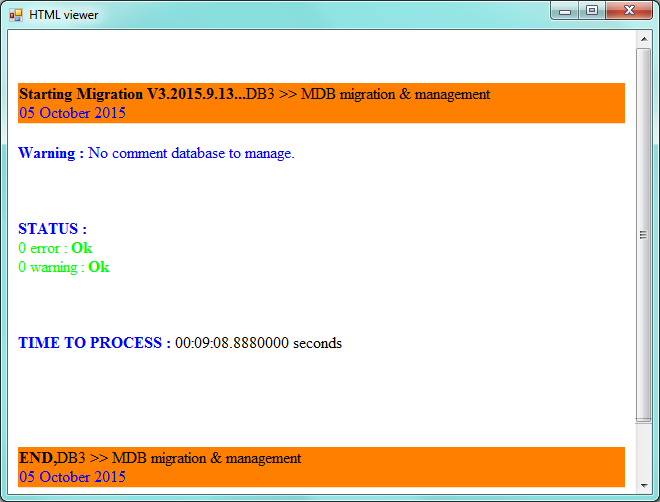 HTML viewer
Starting Migration V3.2015.9.13...DB3 >> MDB migration & management
05 October 2015
Warning : No comment database to manage.
STATUS :
0 error : Ok
0 warning : Ok
TIME TO PROCESS : 00:09:08.8880000 seconds
END,DB3 >> MDB migration & management
05 October 2015